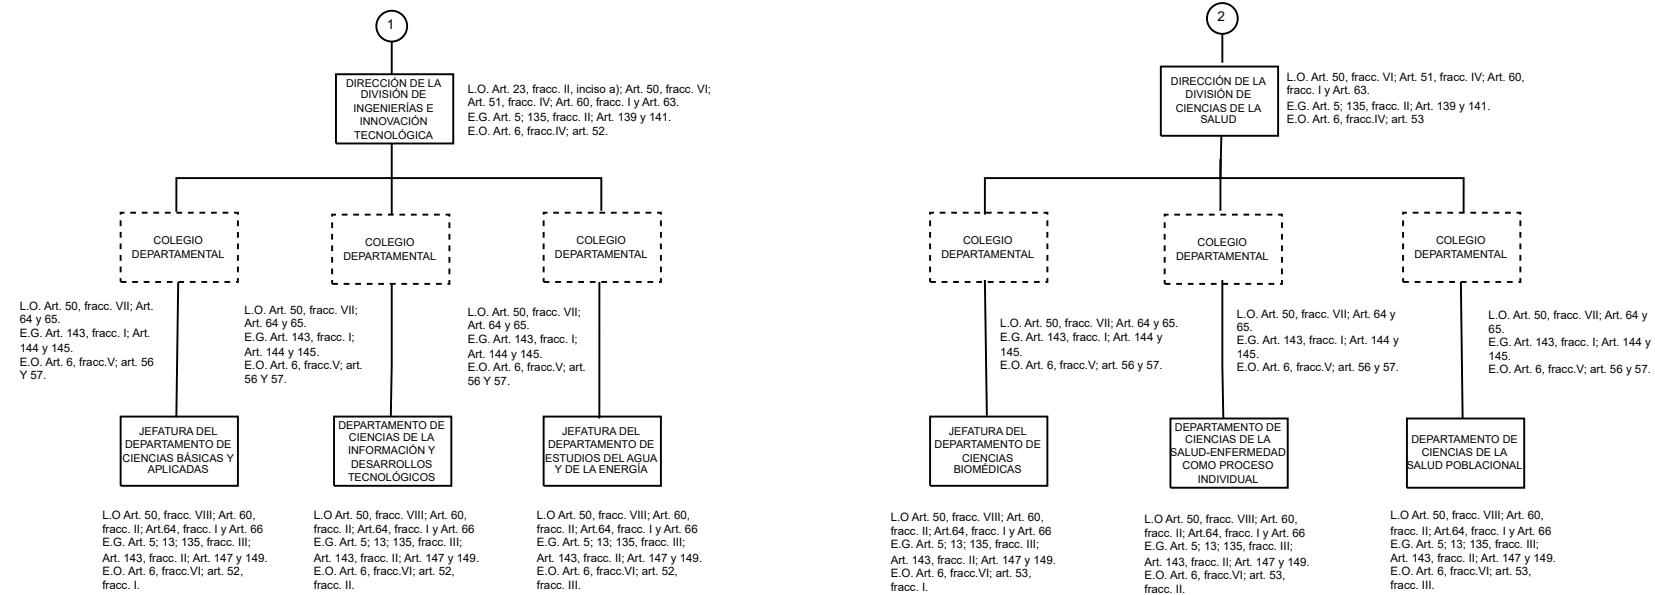 1
DIRECCIÓN DE LA
DIVISIÓN DE
INGENIERÍAS E
INNOVACIÓN
TECNOLÓGICA
L.O. Art. 23, fracc. II, inciso a); Art. 50, fracc. VI;
Art. 51, fracc. IV; Art. 60, fracc. I y Art. 63.
E.G. Art. 5; 135, fracc. II; Art. 139 y 141.
E.O. Art. 6, fracc.IV; art. 52.
COLEGIO
DEPARTAMENTAL
COLEGIO
DEPARTAMENTAL
COLEGIO
DEPARTAMENTAL
L.O. Art. 50, fracc. VII; Art.
64 y 65.
E.G. Art. 143, fracc. I; Art.
144 y 145.
E.O. Art. 6, fracc.V; art. 56
Y 57.
L.O. Art. 50, fracc. VII;
Art. 64 y 65.
E.G. Art. 143, fracc. I;
Art. 144 y 145.
E.O. Art. 6, fracc.V; art.
56 Y 57.
L.O. Art. 50, fracc. VII;
Art. 64 y 65.
E.G. Art. 143, fracc. I;
Art. 144 y 145.
E.O. Art. 6, fracc.V; art.
56 Y 57.
JEFATURA DEL
DEPARTAMENTO DE
CIENCIAS BÁSICAS Y
APLICADAS
DEPARTAMENTO DE
CIENCIAS DE LA
INFORMACIÓN Y
DESARROLLOS
TECNOLÓGICOS
JEFATURA DEL
DEPARTAMENTO DE
ESTUDIOS DEL AGUA
Y DE LA ENERGÍA
L.O Art. 50, fracc. VIII; Art. 60,
fracc. II; Art.64, fracc. I y Art. 66
E.G. Art. 5; 13; 135, fracc. III;
Art. 143, fracc. II; Art. 147 y 149.
E.O. Art. 6, fracc.VI; art. 52,
fracc. I.
L.O Art. 50, fracc. VIII; Art. 60,
fracc. II; Art.64, fracc. I y Art. 66
E.G. Art. 5; 13; 135, fracc. III;
Art. 143, fracc. II; Art. 147 y 149.
E.O. Art. 6, fracc.VI; art. 52,
fracc. II.
L.O Art. 50, fracc. VIII; Art. 60,
fracc. II; Art.64, fracc. I y Art. 66
E.G. Art. 5; 13; 135, fracc. III;
Art. 143, fracc. II; Art. 147 y 149.
E.O. Art. 6, fracc.VI; art. 52,
fracc. III.
2
DIRECCIÓN DE LA
DIVISIÓN DE
CIENCIAS DE LA
SALUD
L.O. Art. 50, fracc. VI; Art. 51, fracc. IV; Art. 60,
fracc. I y Art. 63.
E.G. Art. 5; 135, fracc. II; Art. 139 y 141.
E.O. Art. 6, fracc.IV; art. 53
COLEGIO
DEPARTAMENTAL
COLEGIO
DEPARTAMENTAL
COLEGIO
DEPARTAMENTAL
L.O. Art. 50, fracc. VII; Art. 64 y 65.
E.G. Art. 143, fracc. I; Art. 144 y
145.
E.O. Art. 6, fracc.V; art. 56 y 57.
L.O. Art. 50, fracc. VII; Art. 64 y
65.
E.G. Art. 143, fracc. I; Art. 144 y
145.
E.O. Art. 6, fracc.V; art. 56 y 57.
L.O. Art. 50, fracc. VII; Art. 64 y
65.
E.G. Art. 143, fracc. I; Art. 144 y
145.
E.O. Art. 6, fracc.V; art. 56 y 57.
JEFATURA DEL
DEPARTAMENTO DE
CIENCIAS
BIOMÉDICAS
DEPARTAMENTO DE
CIENCIAS DE LA
SALUD-ENFERMEDAD
COMO PROCESO
INDIVIDUAL
DEPARTAMENTO DE
CIENCIAS DE LA
SALUD POBLACIONAL
L.O Art. 50, fracc. VIII; Art. 60,
fracc. II; Art.64, fracc. I y Art. 66
E.G. Art. 5; 13; 135, fracc. III;
Art. 143, fracc. II; Art. 147 y 149.
E.O. Art. 6, fracc.VI; art. 53,
fracc. I.
L.O Art. 50, fracc. VIII; Art. 60,
fracc. II; Art.64, fracc. I y Art. 66
E.G. Art. 5; 13; 135, fracc. III;
Art. 143, fracc. II; Art. 147 y 149.
E.O. Art. 6, fracc.VI; art. 53,
fracc. II.
L.O Art. 50, fracc. VIII; Art. 60,
fracc. II; Art.64, fracc. I y Art. 66
E.G. Art. 5; 13; 135, fracc. III;
Art. 143, fracc. II; Art. 147 y 149.
E.O. Art. 6, fracc.VI; art. 53,
fracc. III.